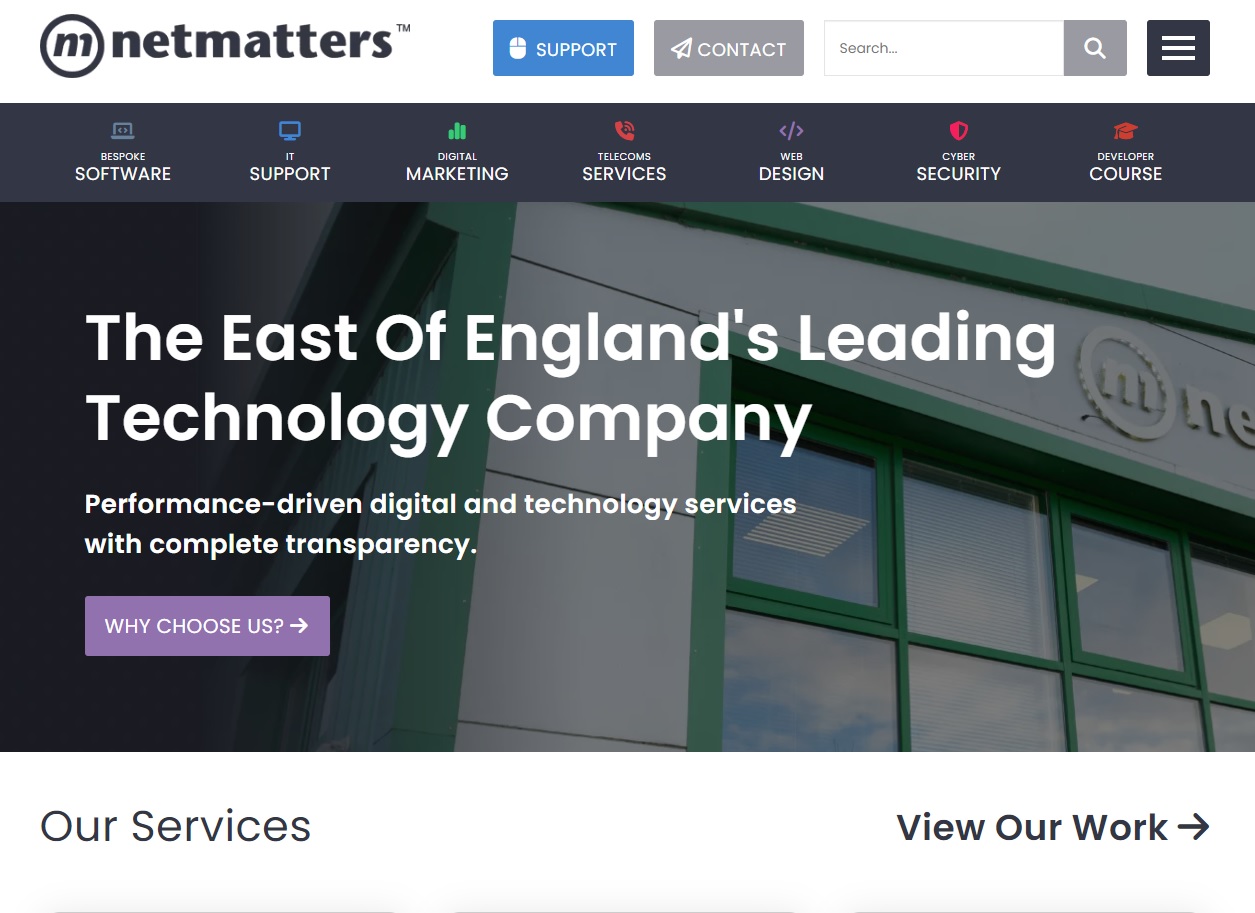 m netmatters™
SUPPORT
CONTACT
Search...
BESPOKE
SOFTWARE
IT
SUPPORT
DIGITAL
MARKETING
TELECOMS
SERVICES
WEB
DESIGN
CYBER
SECURITY
DEVELOPER
COURSE
The East Of England's Leading
Technology Company
m ne
Performance-driven digital and technology services
with complete transparency.
WHY CHOOSE US?
Our Services
View Our Work